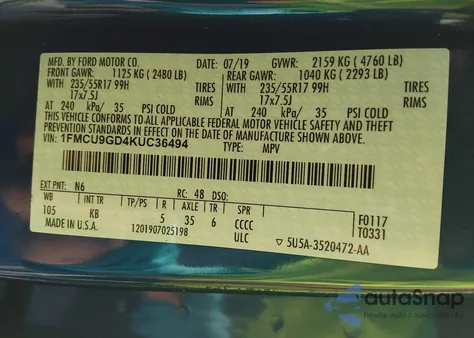 MFD. BY FORD MOTOR CO. DATE: 07/19 GVWR: 2159 KG (4760 LB)
FRONT GAWR: 1125 KG (2480 LB) REAR GAWR: 1040 KG (2293 LB)
WITH 235/55R17 99H TIRES WITH 235/55R17 99H TIRES
17x7.5J RIMS 17x7.5J RIMS
AT 240 kPa/ 35 PSI COLD AT 240 kPa/ 35 PSI COLD
THIS VEHICLE CONFORMS TO ALL APPLICABLE FEDERAL MOTOR VEHICLE SAFETY, BUMPER, AND
THEFT PREVENTION STANDARDS IN EFFECT ON THE DATE OF MANUFACTURE SHOWN ABOVE.
VIN: 1FMCU9GD4KUC36494 TYPE: MPV
EXT PNT: N6 RC: 48 DSO: F0117
WB TP/PS R AXLE TR SPR T0331
105 KB 5 35 6 CCCC
MADE IN U.S.A. 1201907025198 ULC 5U5A-3520472-AA
autoSnap